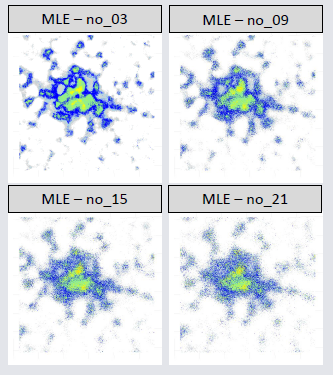 MLE – no_03
MLE – no_09
MLE – no_15
MLE – no_21